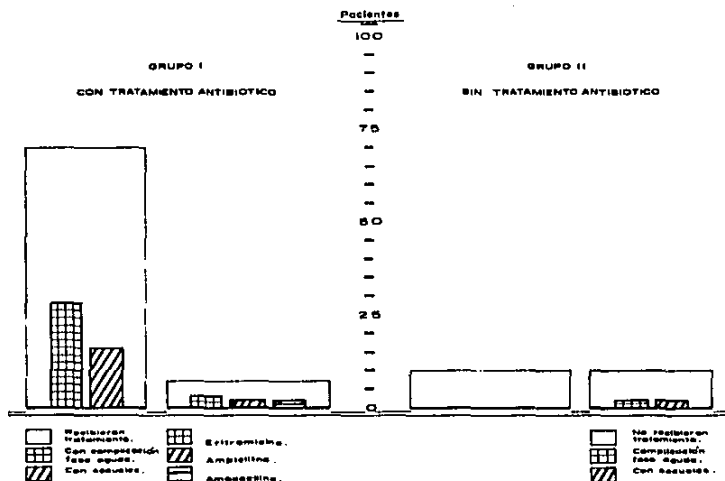 Pacientes
100
GRUPO I
CON TRATAMIENTO ANTIBIOTICO
GRUPO II
SIN TRATAMIENTO ANTIBIOTICO
75
50
25
0
Recibieron
tratamiento.
Con complicación
fase aguda.
Con secuelas.
Eritromicina.
Ampicilina.
No recibieron
tratamiento.
Complicación
fase aguda.
Con secuelas.